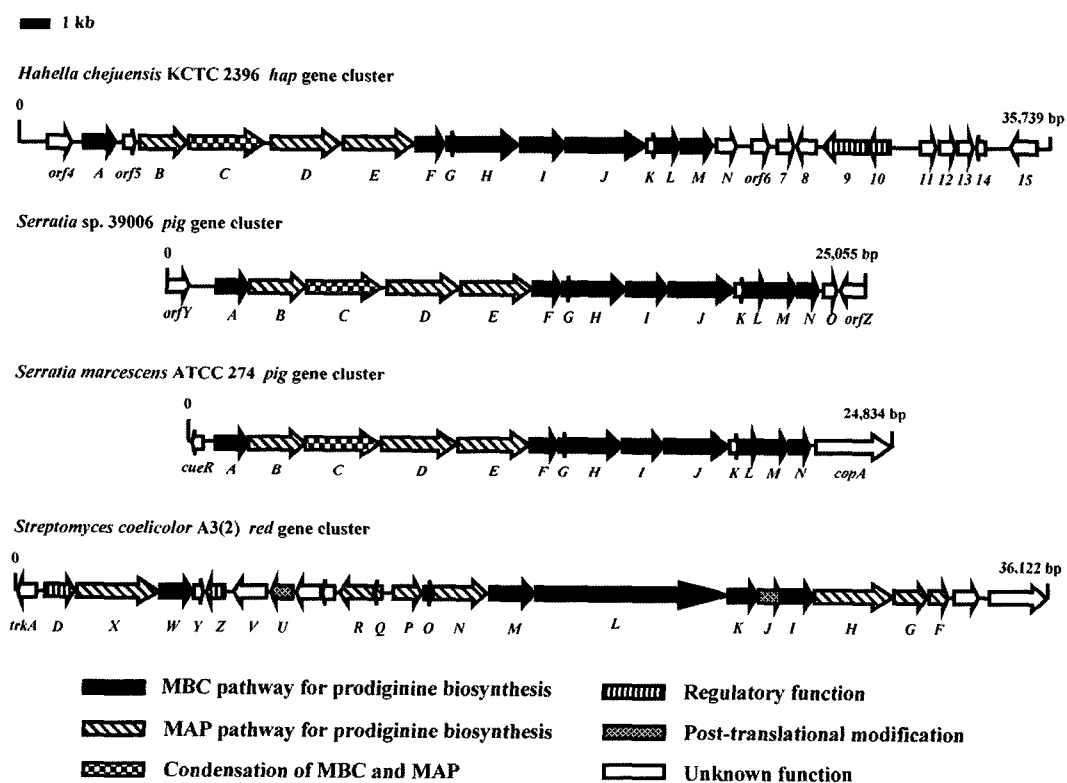 1 kb
Hahella chejuensis KCTC 2396 hap gene cluster
0 35,739 bp
orf4 A orf5 B C D E F G H I J K L M N orf6 7 8 9 10 11 12 13 14 15
Serratia sp. 39006 pig gene cluster
0 25,055 bp
orfY A B C D E F G H I J K L M N O orfZ
Serratia marcescens ATCC 274 pig gene cluster
0 24,834 bp
cueR A B C D E F G H I J K L M N copA
Streptomyces coelicolor A3(2) red gene cluster
0 36,122 bp
trkA D X W Y Z V U R Q P O N M L K J I H G F
MBC pathway for prodiginine biosynthesis
Regulatory function
MAP pathway for prodiginine biosynthesis
Post-translational modification
Condensation of MBC and MAP
Unknown function